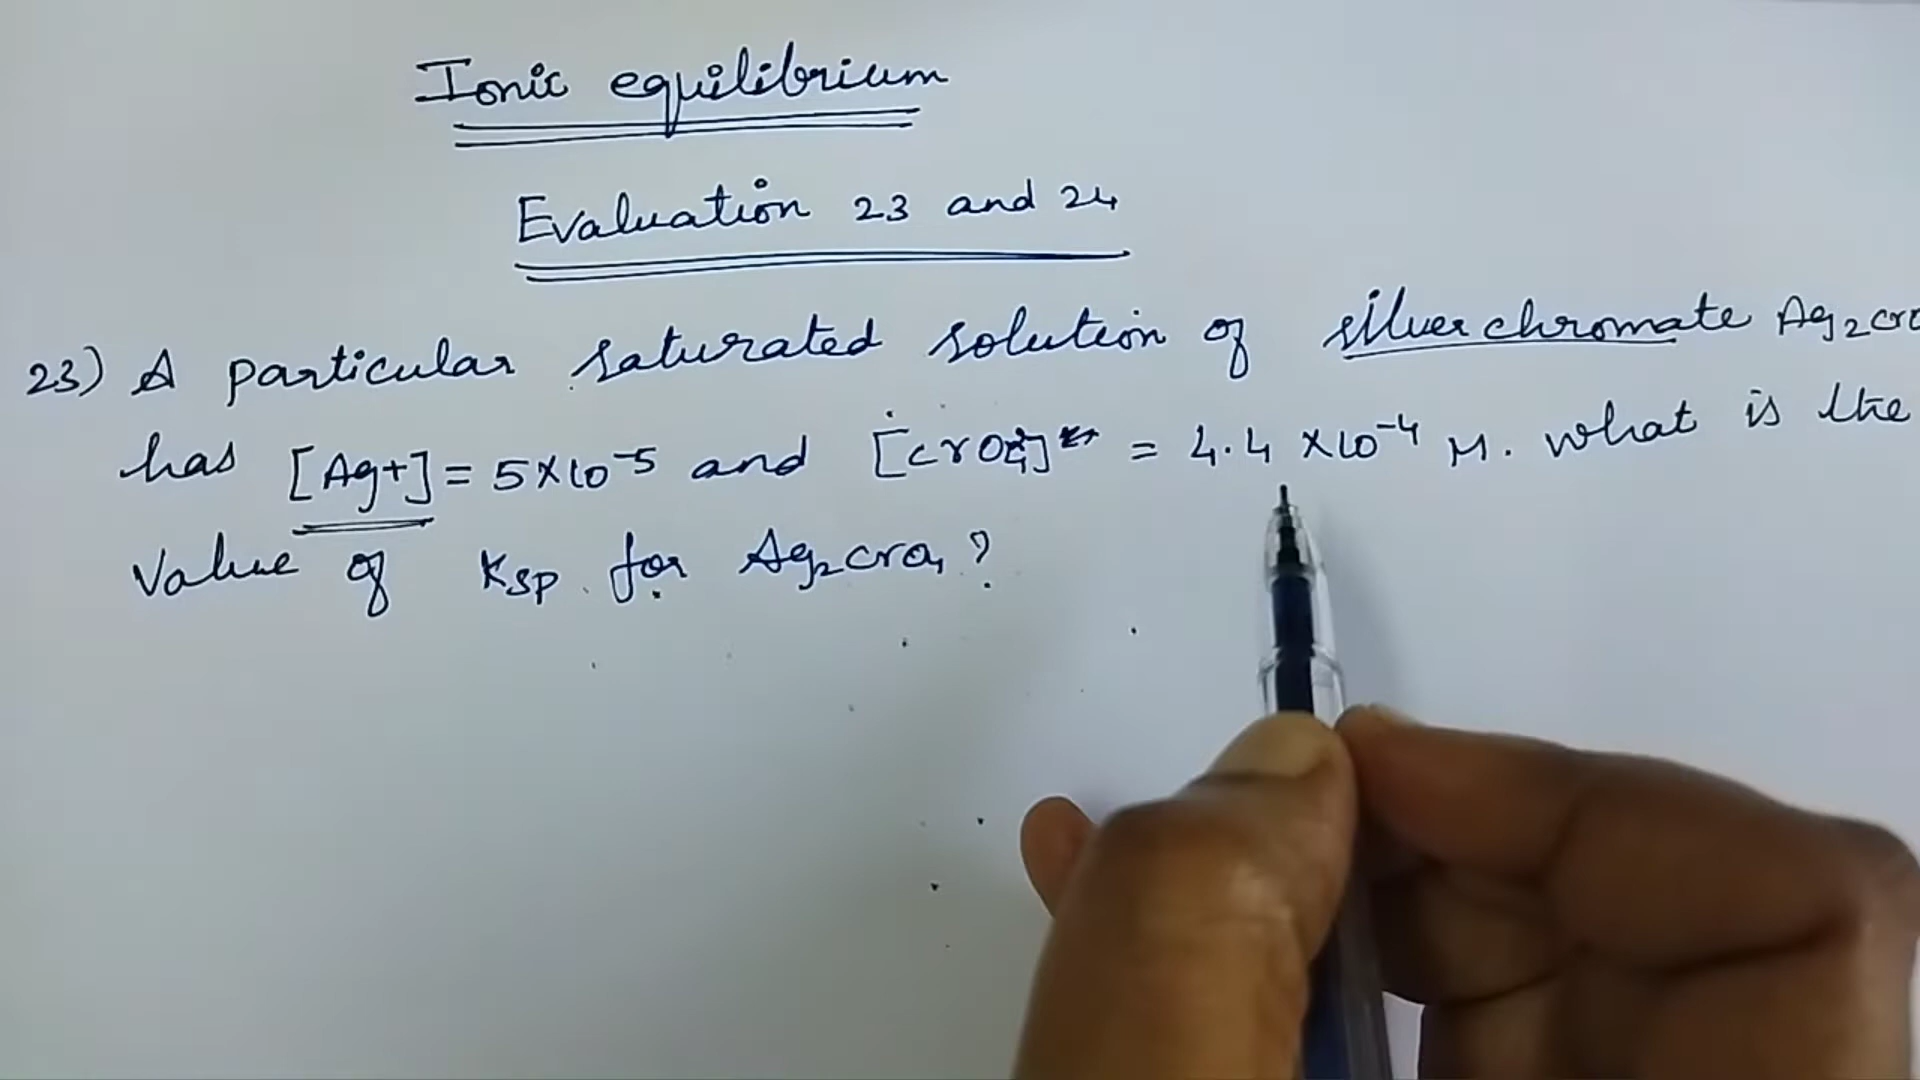 Ionic equilibrium
Evaluation 23 and 24
23) A particular saturated solution of silver chromate Ag2cro
has [Ag+] = 5×10-5 and [crO4] = 4.4 ×10-4 M. what is the
value of Ksp for Ag2cro4?